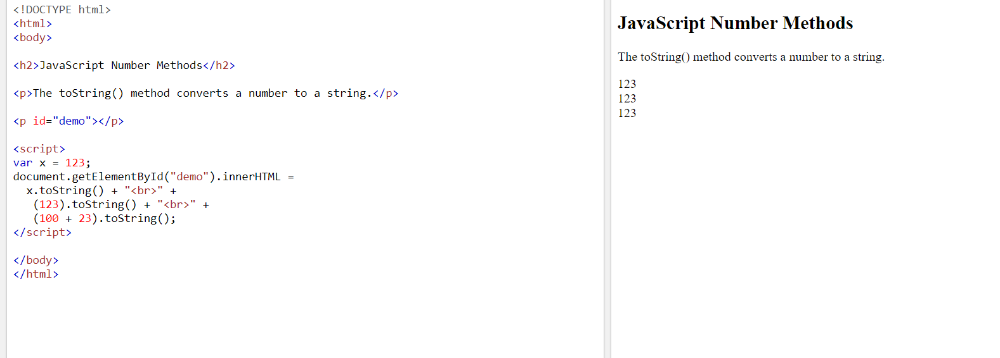 <!DOCTYPE html>
<html>
<body>
<h2>JavaScript Number Methods</h2>
<p>The toString() method converts a number to a string.</p>
<p id="demo"></p>
<script>
var x = 123;
document.getElementById("demo").innerHTML =
  x.toString() + "<br>" +
   (123).toString() + "<br>" +
   (100 + 23).toString();
</script>
</body>
</html>
JavaScript Number Methods
The toString() method converts a number to a string.
123
123
123